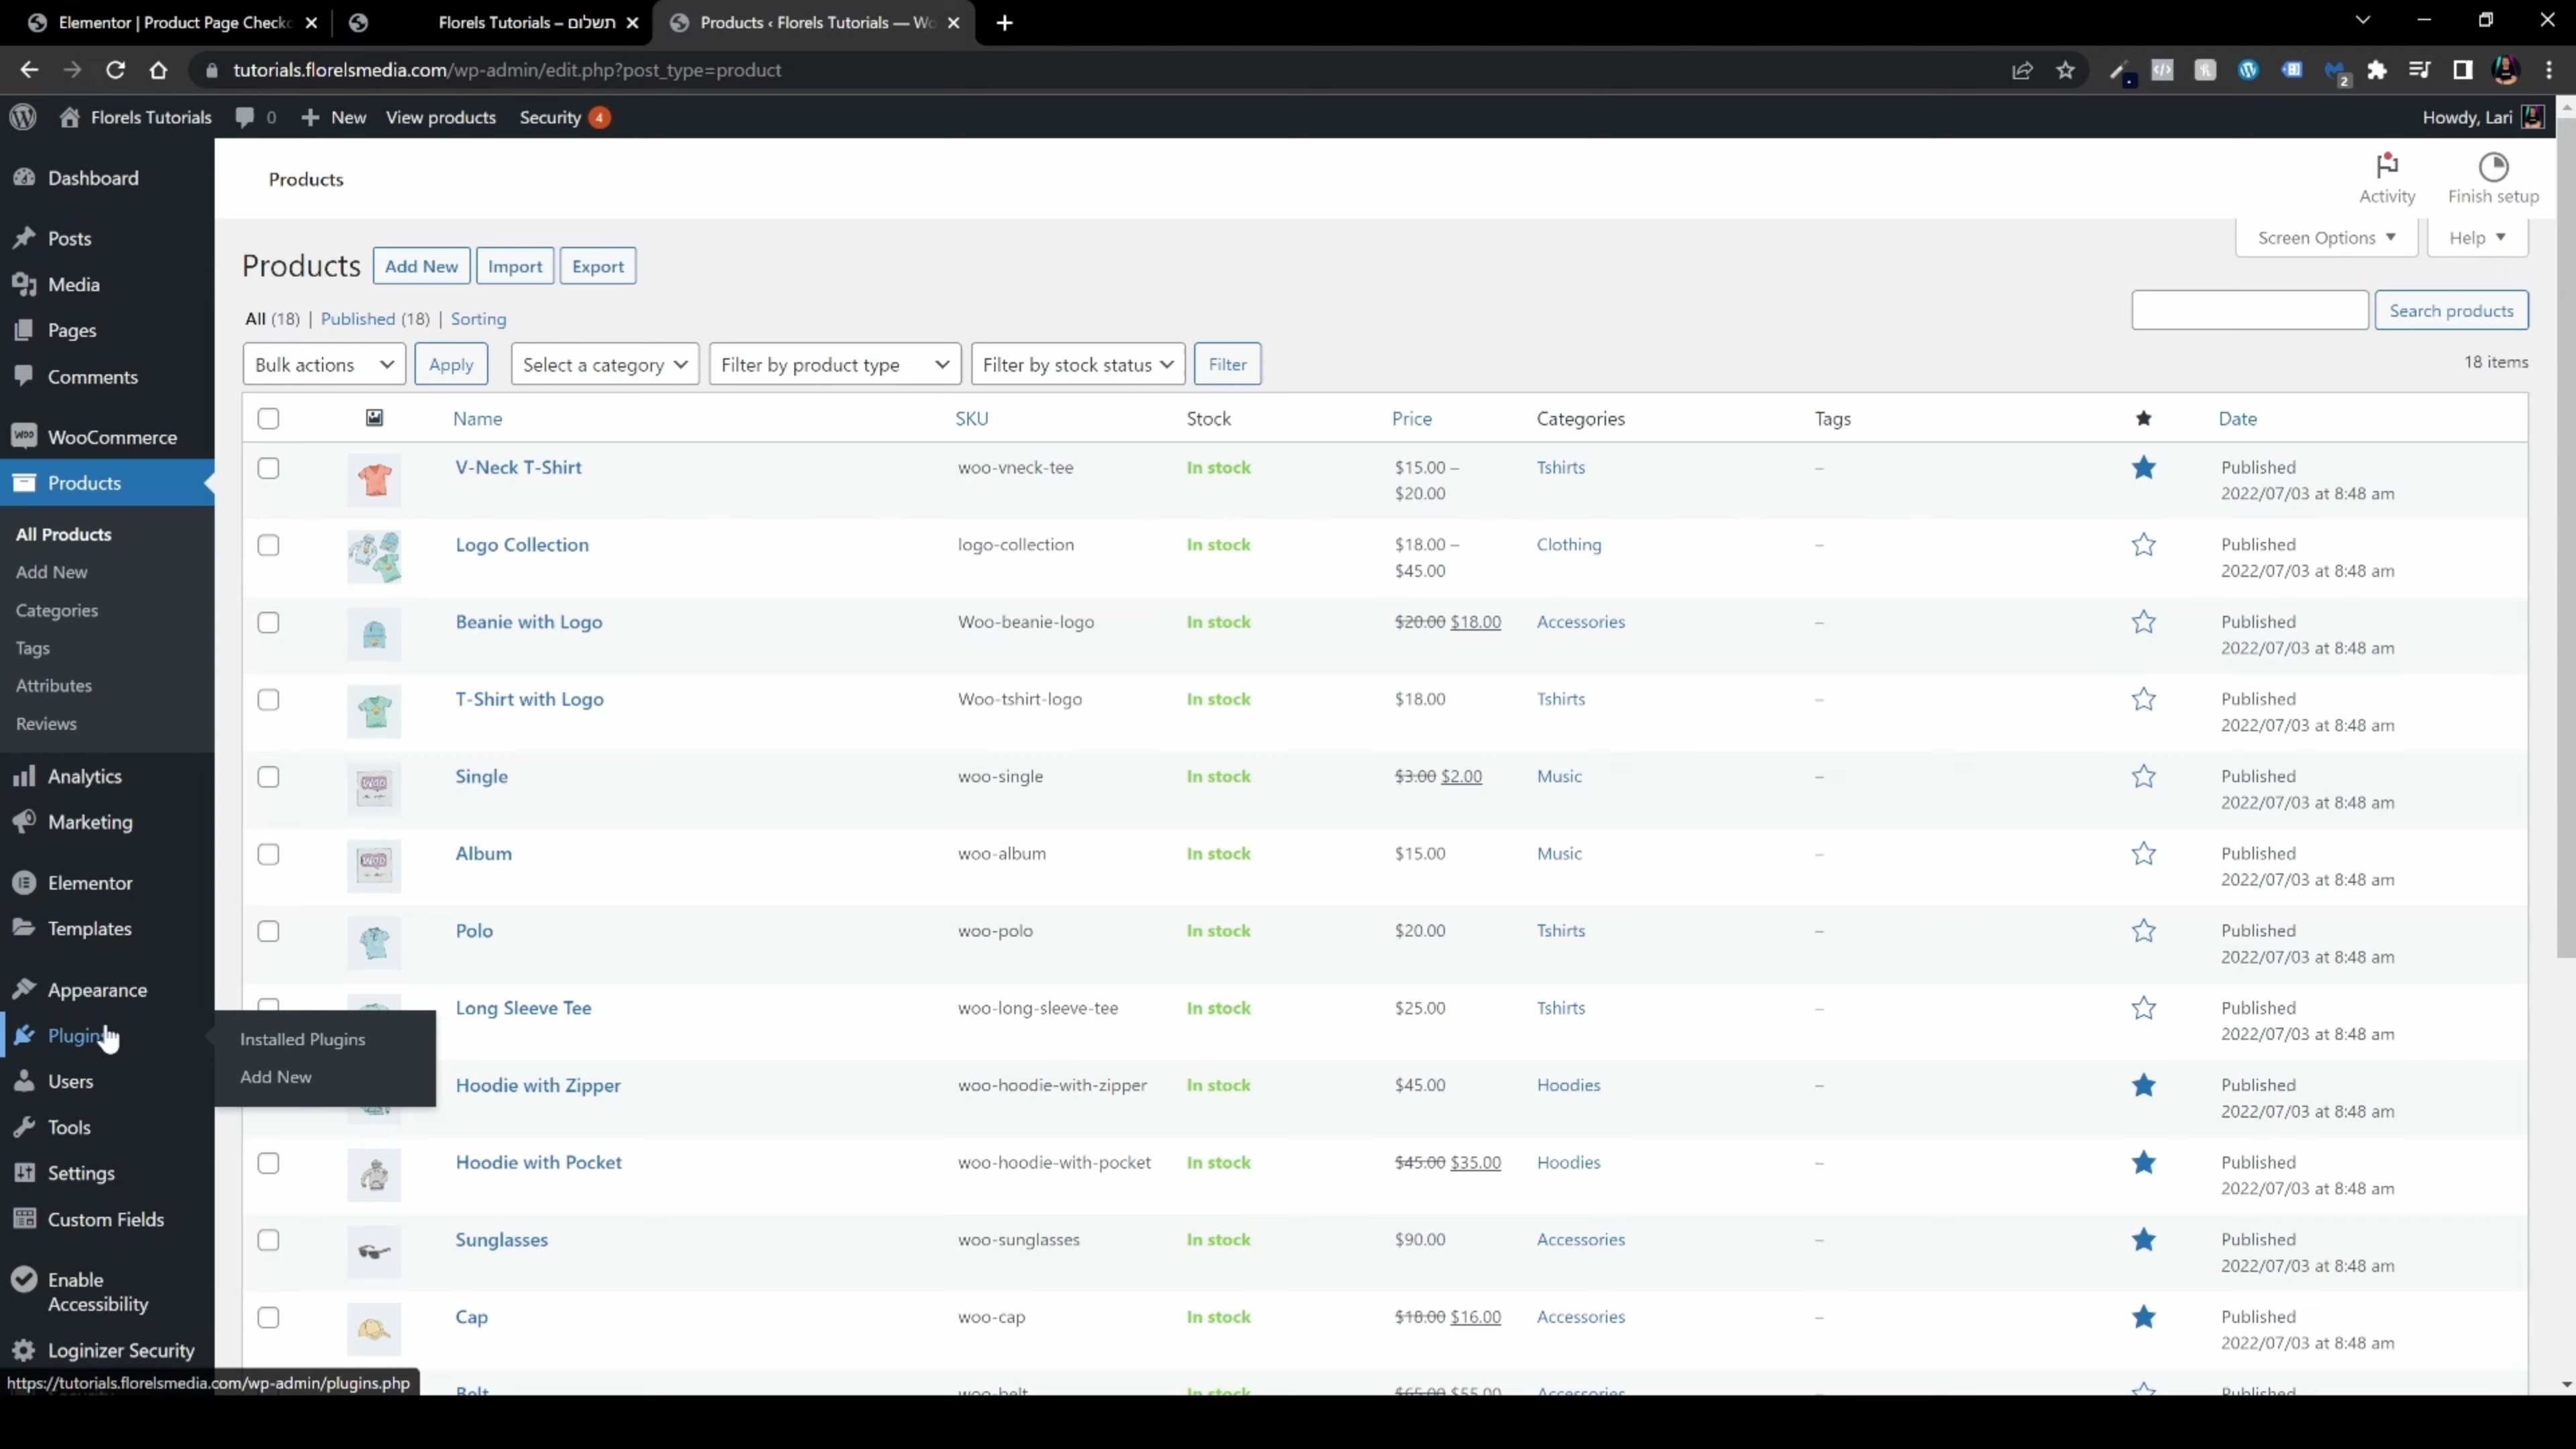 Elementor | Product Page Checko
Florels Tutorials – תשלום
Products ‹ Florels Tutorials — Wo
tutorials.florelsmedia.com/wp-admin/edit.php?post_type=product
2
Florels Tutorials
0
New
View products
Security 4
Howdy, Lari
Dashboard
Posts
Media
Pages
Comments
WooCommerce
Products
All Products
Add New
Categories
Tags
Attributes
Reviews
Analytics
Marketing
Elementor
Templates
Appearance
Plugins
Installed Plugins
Add New
Users
Tools
Settings
Custom Fields
Enable
Accessibility
Loginizer Security
https://tutorials.florelsmedia.com/wp-admin/plugins.php
Products
Activity
Finish setup
Screen Options
Help
Products
Add New
Import
Export
All (18) | Published (18) | Sorting
Search products
Bulk actions
Apply
Select a category
Filter by product type
Filter by stock status
Filter
18 items
Name SKU Stock Price Categories Tags Date
V-Neck T-Shirt woo-vneck-tee In stock $15.00 – Tshirts – Published
$20.00 2022/07/03 at 8:48 am
Logo Collection logo-collection In stock $18.00 – Clothing – Published
$45.00 2022/07/03 at 8:48 am
Beanie with Logo Woo-beanie-logo In stock $20.00 $18.00 Accessories – Published
2022/07/03 at 8:48 am
T-Shirt with Logo Woo-tshirt-logo In stock $18.00 Tshirts – Published
2022/07/03 at 8:48 am
Single woo-single In stock $3.00 $2.00 Music – Published
2022/07/03 at 8:48 am
Album woo-album In stock $15.00 Music – Published
2022/07/03 at 8:48 am
Polo woo-polo In stock $20.00 Tshirts – Published
2022/07/03 at 8:48 am
Long Sleeve Tee woo-long-sleeve-tee In stock $25.00 Tshirts – Published
2022/07/03 at 8:48 am
Hoodie with Zipper woo-hoodie-with-zipper In stock $45.00 Hoodies – Published
2022/07/03 at 8:48 am
Hoodie with Pocket woo-hoodie-with-pocket In stock $45.00 $35.00 Hoodies – Published
2022/07/03 at 8:48 am
Sunglasses woo-sunglasses In stock $90.00 Accessories – Published
2022/07/03 at 8:48 am
Cap woo-cap In stock $18.00 $16.00 Accessories – Published
2022/07/03 at 8:48 am
Belt woo-belt In stock $65.00 $55.00 Accessories Published